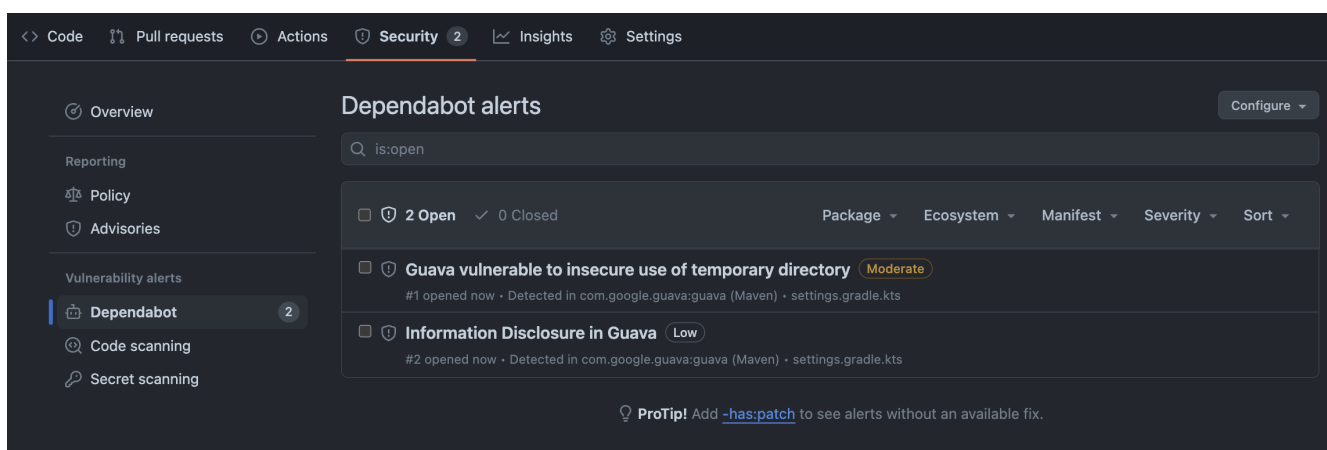 Code Pull requests Actions Security 2 Insights Settings
Overview
Reporting
Policy
Advisories
Vulnerability alerts
Dependabot 2
Code scanning
Secret scanning
Dependabot alerts
Configure
is:open
2 Open 0 Closed Package Ecosystem Manifest Severity Sort
Guava vulnerable to insecure use of temporary directory Moderate
#1 opened now • Detected in com.google.guava:guava (Maven) • settings.gradle.kts
Information Disclosure in Guava Low
#2 opened now • Detected in com.google.guava:guava (Maven) • settings.gradle.kts
ProTip! Add -has:patch to see alerts without an available fix.